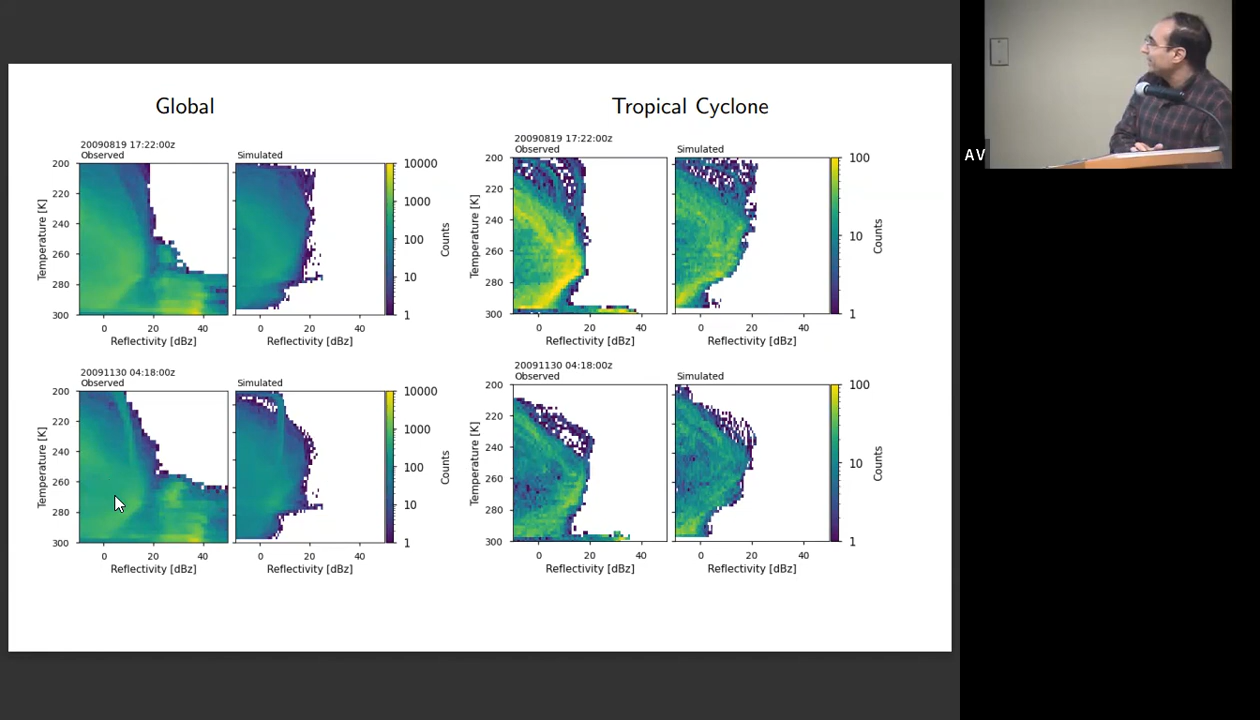 Global
Tropical Cyclone
20090819 17:22:00z
Observed
Simulated
200
220
240
260
280
300
Temperature [K]
0
20
40
Reflectivity [dBz]
0
20
40
Reflectivity [dBz]
10000
1000
100
10
1
Counts
20090819 17:22:00z
Observed
Simulated
200
220
240
260
280
300
Temperature [K]
0
20
40
Reflectivity [dBz]
0
20
40
Reflectivity [dBz]
100
10
1
Counts
20091130 04:18:00z
Observed
Simulated
200
220
240
260
280
300
Temperature [K]
0
20
40
Reflectivity [dBz]
0
20
40
Reflectivity [dBz]
10000
1000
100
10
1
Counts
20091130 04:18:00z
Observed
Simulated
200
220
240
260
280
300
Temperature [K]
0
20
40
Reflectivity [dBz]
0
20
40
Reflectivity [dBz]
100
10
1
Counts
AV